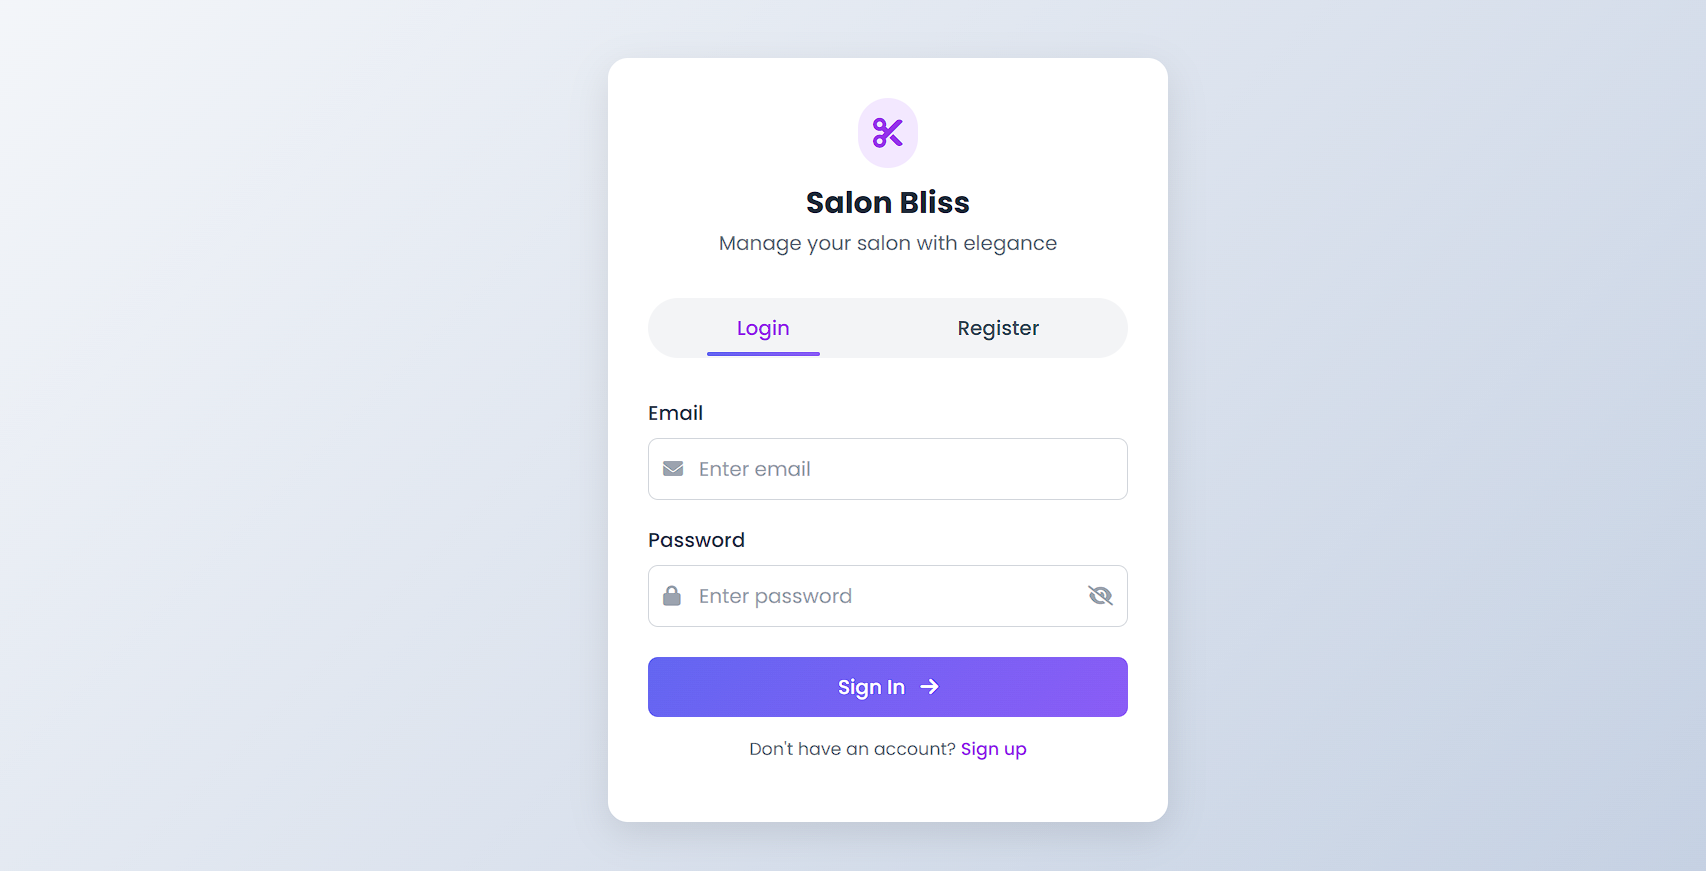 Salon Bliss
Manage your salon with elegance
Login Register
Email
Enter email
Password
Enter password
Sign In
Don't have an account? Sign up